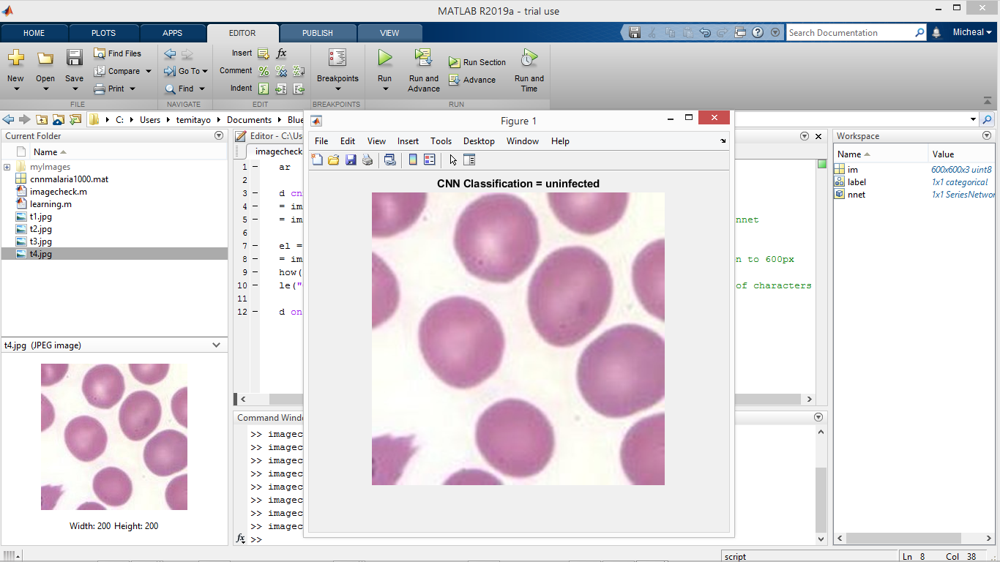 MATLAB R2019a - trial use
HOME PLOTS APPS EDITOR PUBLISH VIEW
Search Documentation
Micheal
New Open Save
Find Files
Compare
Print
Go To
Find
Insert
Comment
Indent
Breakpoints
Run
Run and Advance
Run Section
Advance
Run and Time
FILE NAVIGATE EDIT BREAKPOINTS RUN
C: Users temitayo Documents Blue
Current Folder
Name
myImages
cnnmalaria1000.mat
imagecheck.m
learning.m
t1.jpg
t2.jpg
t3.jpg
t4.jpg
t4.jpg (JPEG image)
Width: 200 Height: 200
Editor - C:\Us
imagecheck
1 ar
2
3 d cn
4 = im
5 = im nnet
6
7 el =
8 = im n to 600px
9 how(
10 le(" of characters
11
12 d on
Command Windo
>> imagec
>> imagec
>> imagec
>> imagec
>> imagec
>> imagec
>> imagec
>> imagec
fx >>
Figure 1
File Edit View Insert Tools Desktop Window Help
CNN Classification = uninfected
Workspace
Name Value
im 600x600x3 uint8
label 1x1 categorical
nnet 1x1 SeriesNetwor
script
Ln 8 Col 38